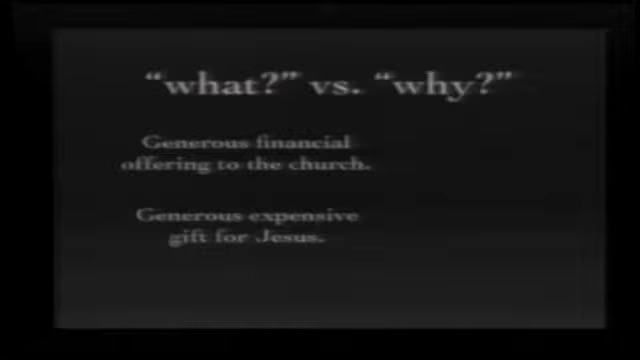 “what?” vs. “why?”
Generous financial
offering to the church.
Generous expensive
gift for Jesus.